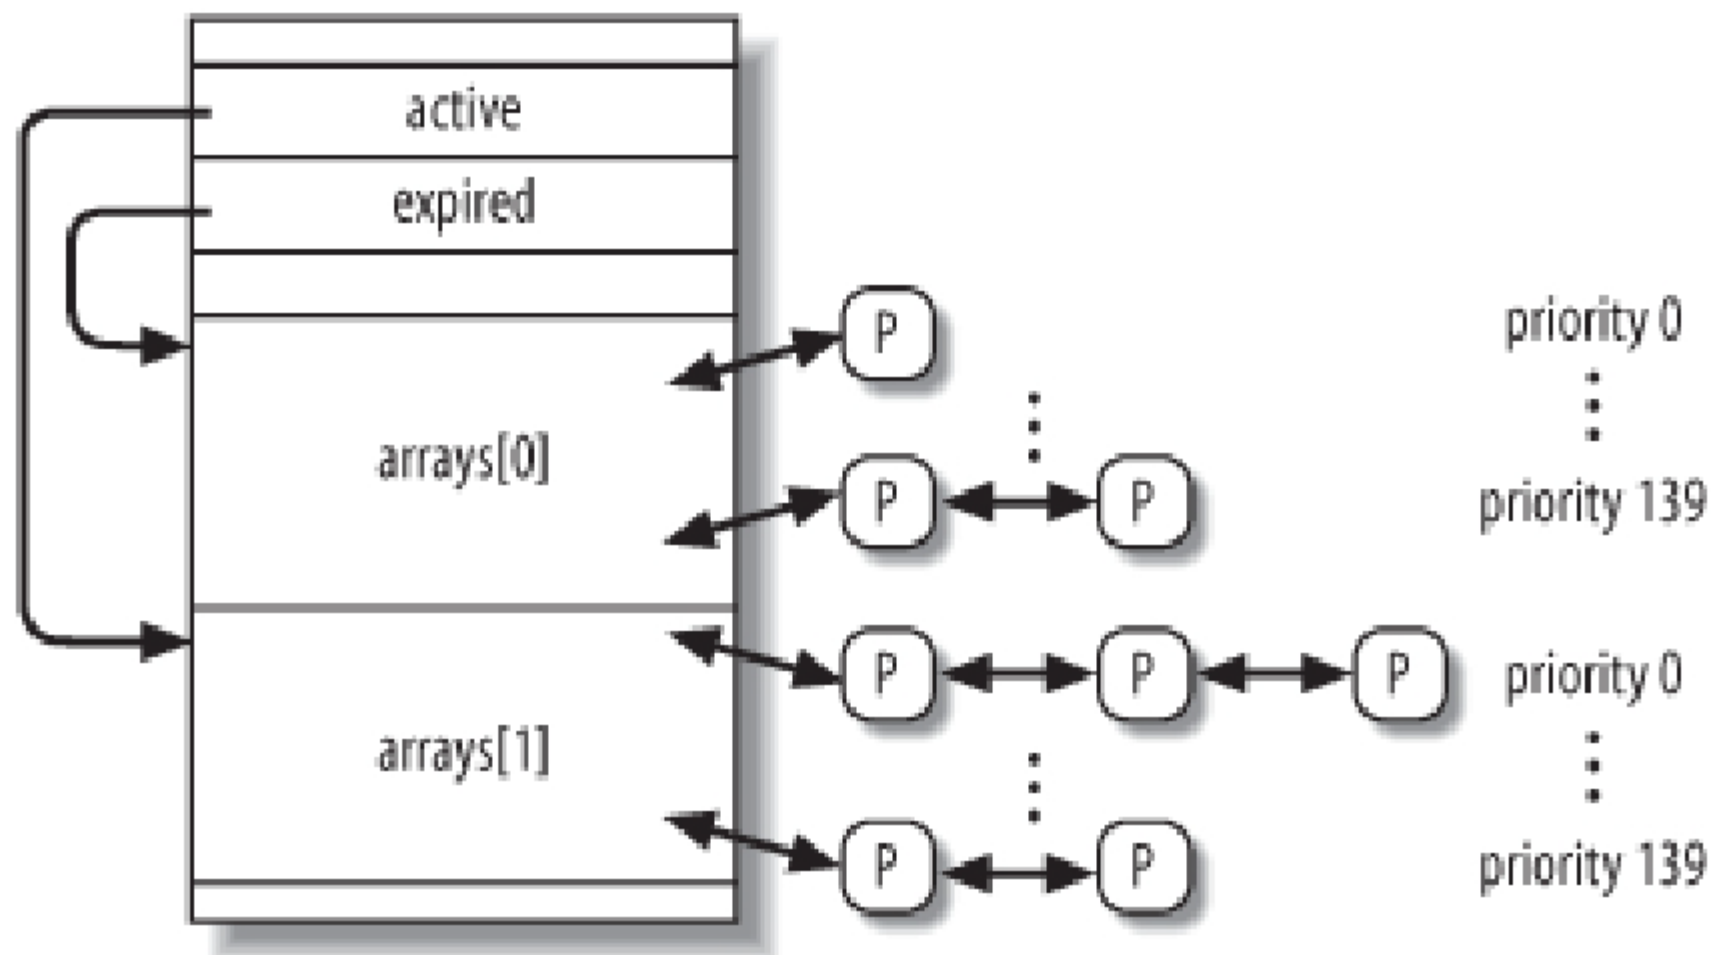 active
expired
P
priority 0
arrays[0]
P P
priority 139
P P P
priority 0
arrays[1]
P P
priority 139